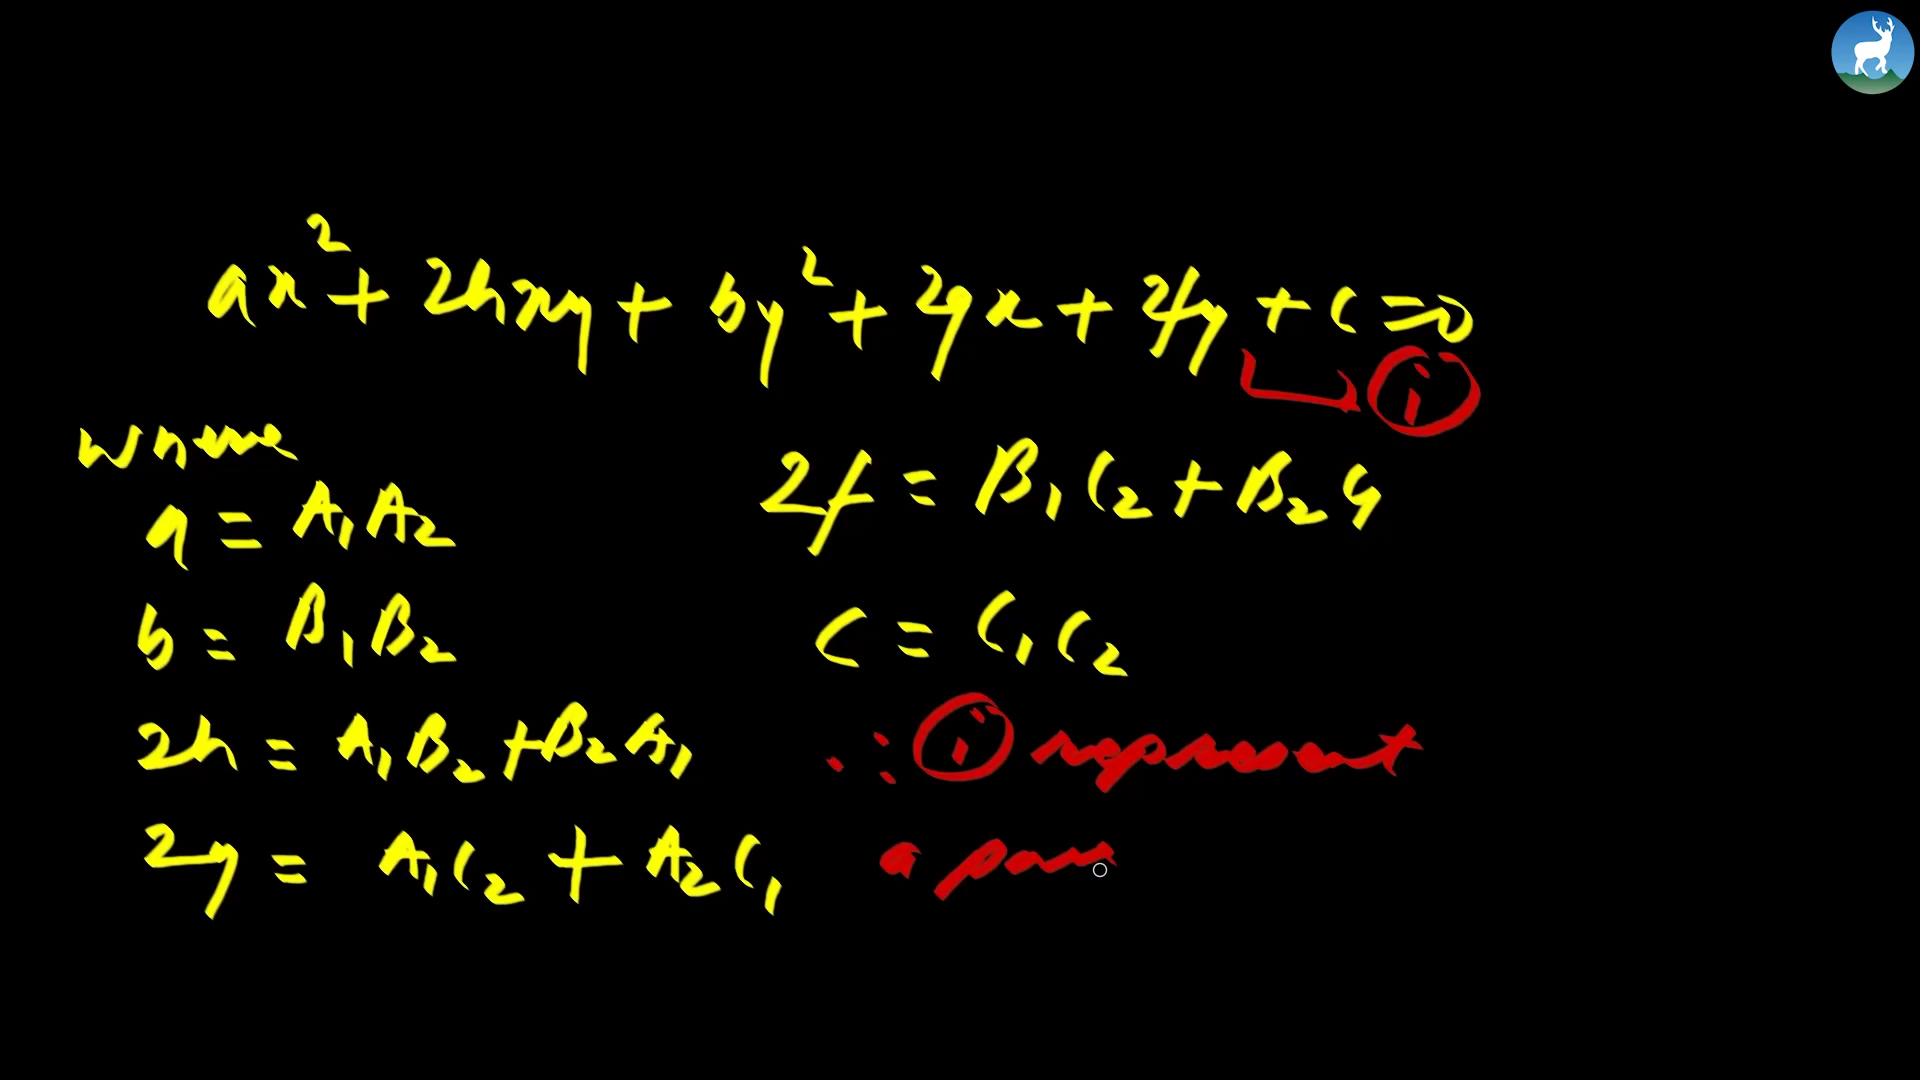 ax² + 2hxy + by² + 2gx + 2fy + c = 0
(i)
where
a = A₁A₂
b = B₁B₂
2h = A₁B₂ + B₂A₁
2g = A₁C₂ + A₂C₁
2f = B₁C₂ + B₂C₁
C = C₁C₂
∴ (i) represent
a pair